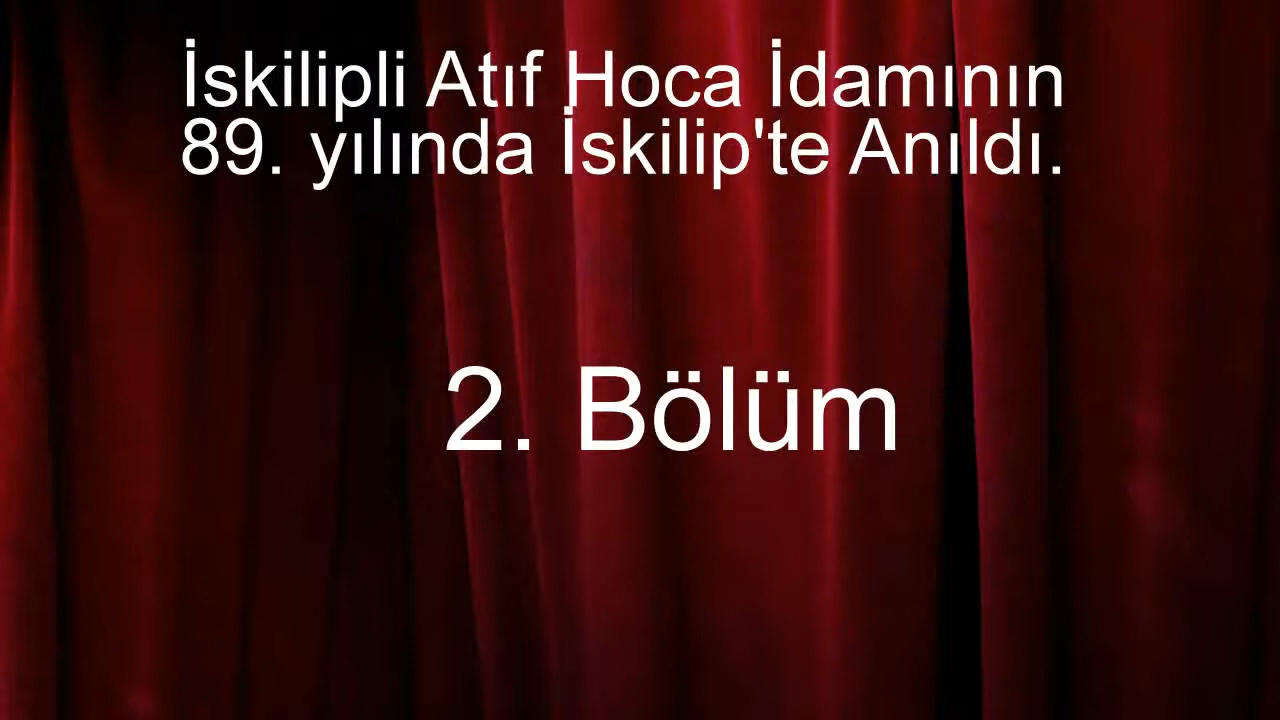 İskilipli Atıf Hoca İdamının
89. yılında İskilip'te Anıldı.
2. Bölüm